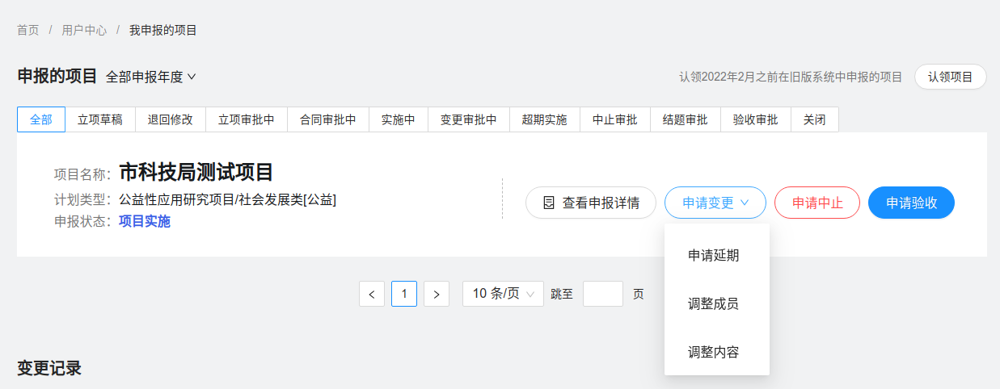 首页 / 用户中心 / 我申报的项目
申报的项目 全部申报年度 认领2022年2月之前在旧版系统中申报的项目 认领项目
全部 立项草稿 退回修改 立项审批中 合同审批中 实施中 变更审批中 超期实施 中止审批 结题审批 验收审批 关闭
项目名称: 市科技局测试项目
计划类型: 公益性应用研究项目/社会发展类[公益]
申报状态: 项目实施
查看申报详情 申请变更 申请中止 申请验收
申请延期
调整成员
调整内容
< 1 > 10 条/页 跳至 页
变更记录